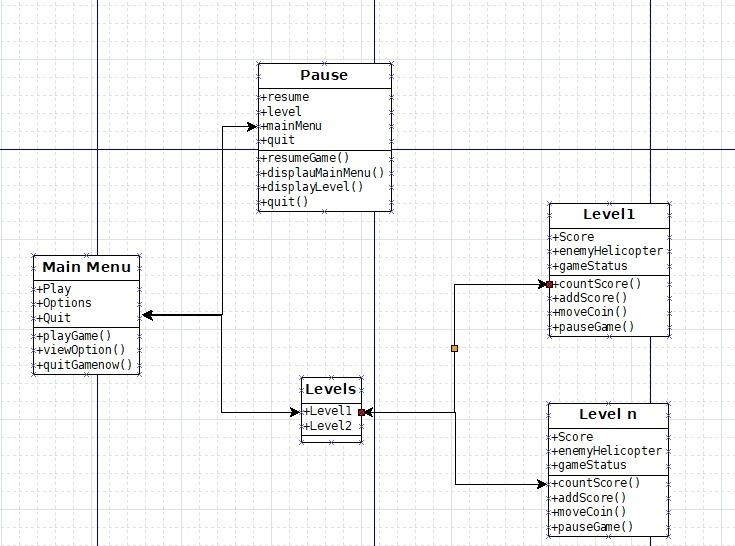 Pause
+resume
+level
+mainMenu
+quit
+resumeGame()
+displauMainMenu()
+displayLevel()
+quit()
Main Menu
+Play
+Options
+Quit
+playGame()
+viewOption()
+quitGamenow()
Levels
+Level1
+Level2
Level1
+Score
+enemyHelicopter
+gameStatus
+countScore()
+addScore()
+moveCoin()
+pauseGame()
Level n
+Score
+enemyHelicopter
+gameStatus
+countScore()
+addScore()
+moveCoin()
+pauseGame()